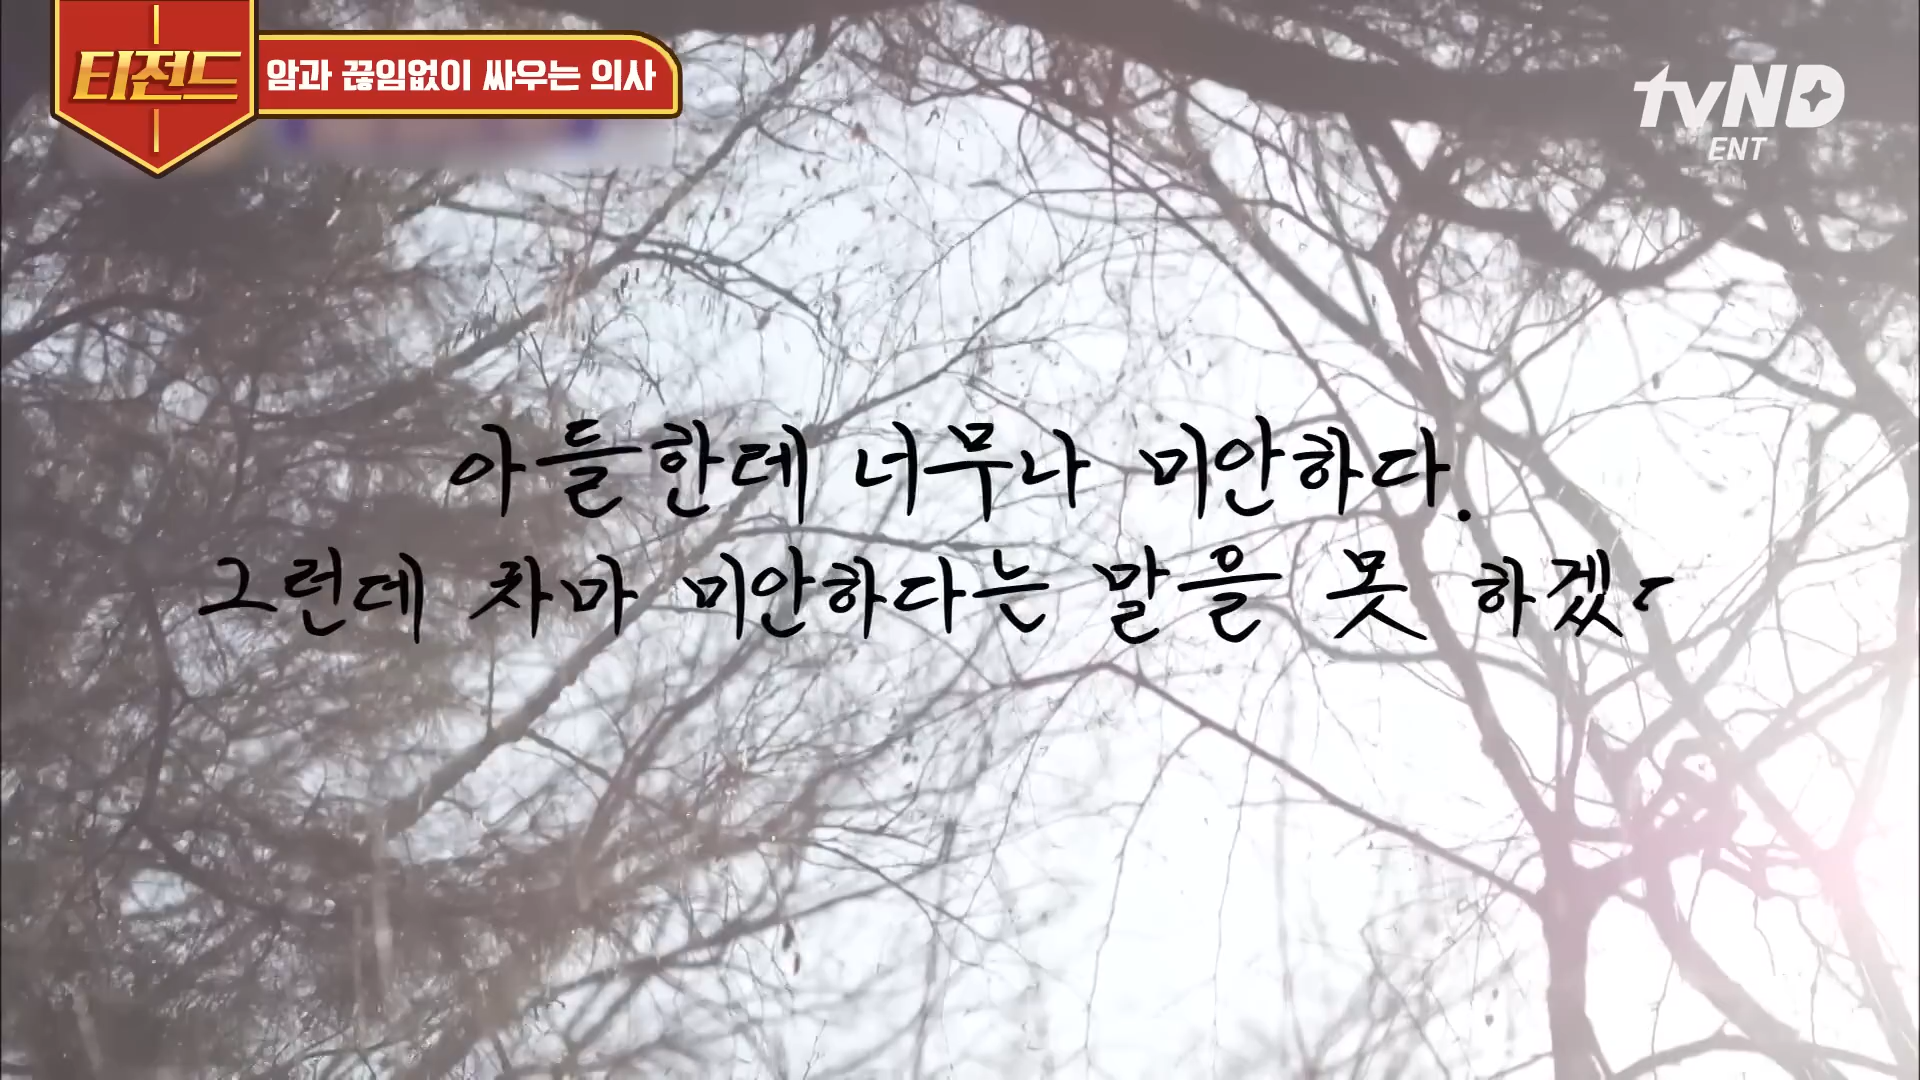 티전드
암과 끊임없이 싸우는 의사
tvND
ENT
아들한테 너무나 미안하다.
그런데 차마 미안하다는 말을 못 하겠